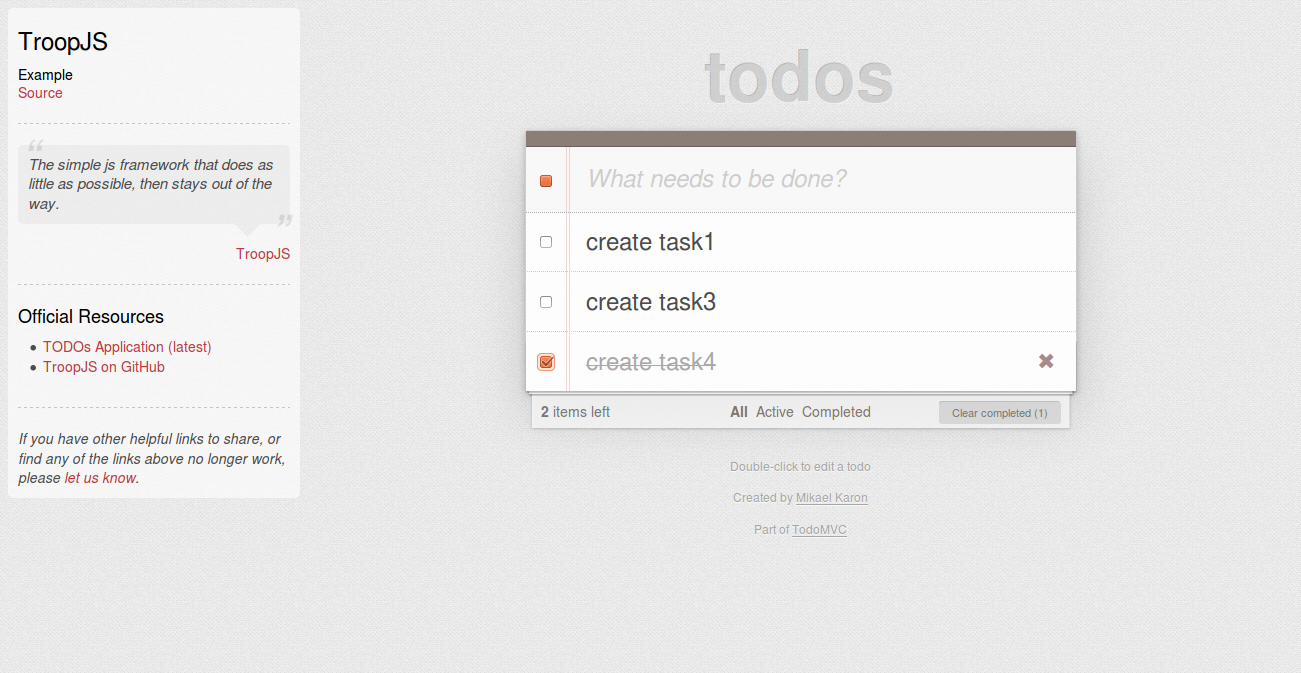 TroopJS
Example
Source
“
The simple js framework that does as
little as possible, then stays out of the
way.
”
TroopJS
Official Resources
• TODOs Application (latest)
• TroopJS on GitHub
If you have other helpful links to share, or
find any of the links above no longer work,
please let us know.
todos
What needs to be done?
create task1
create task3
create task4 ✖
2 items left All Active Completed Clear completed (1)
Double-click to edit a todo
Created by Mikael Karon
Part of TodoMVC